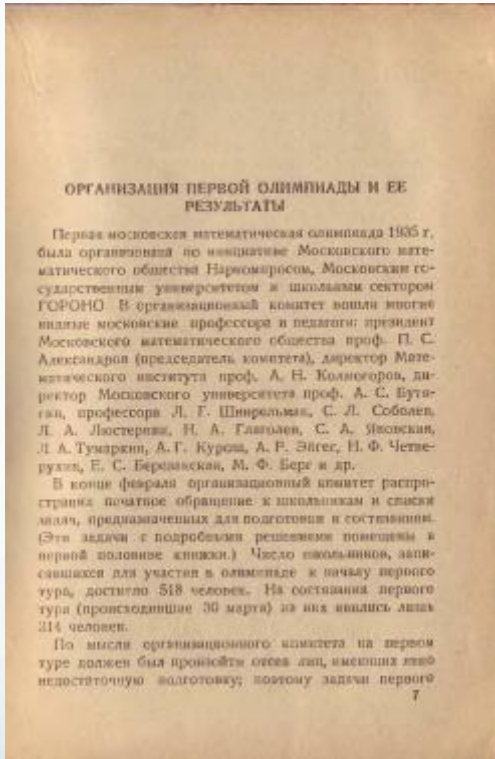 ОРГАНИЗАЦИЯ ПЕРВОЙ ОЛИМПИАДЫ И ЕЕ
РЕЗУЛЬТАТЫ
Первая московская математическая олимпиада 1935 г.
была организована по инициативе Московского мате-
матического общества Наркомпросом, Московским го-
сударственным университетом и школьным сектором
ГОРОНО. В организационный комитет вошли многие
видные московские профессора и педагоги: президент
Московского математического общества проф. П. С.
Александров (председатель комитета), директор Мате-
матического института проф. А. Н. Колмогоров, ди-
ректор Московского университета проф. А. С. Бутя-
гин, профессора Л. Г. Шнирельман, С. Л. Соболев,
Л. А. Люстерник, Н. А. Глаголев, С. А. Яновская,
Л. А. Тумаркин, А. Г. Курош, А. Р. Эйгес, Н. Ф. Четве-
рухин, Е. С. Березанская, М. Ф. Берг и др.
В конце февраля организационный комитет распро-
странил печатное обращение к школьникам и списки
задач, предназначенных для подготовки к состязаниям.
(Эти задачи с подробными решениями помещены в
первой половине книжки.) Число школьников, запи-
савшихся для участия в олимпиаде к началу первого
тура, достигло 518 человек. На состязания первого
тура (происходившие 30 марта) из них явились лишь
314 человек.
По мысли организационного комитета на первом
туре должен был произойти отсев лиц, имеющих явно
недостаточную подготовку; поэтому задачи первого
7